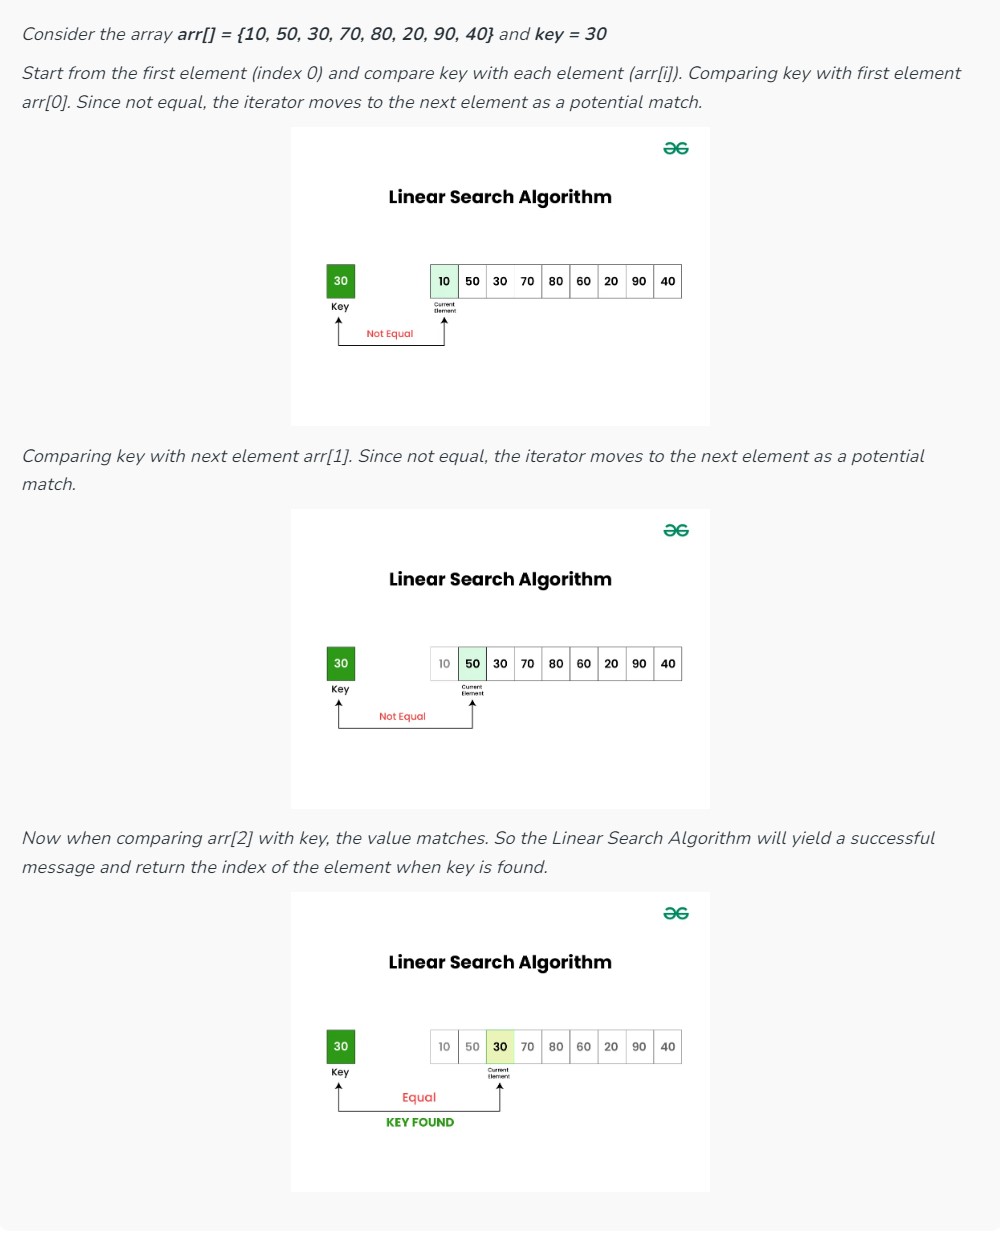 Consider the array arr[] = {10, 50, 30, 70, 80, 20, 90, 40} and key = 30
Start from the first element (index 0) and compare key with each element (arr[i]). Comparing key with first element
arr[0]. Since not equal, the iterator moves to the next element as a potential match.
Linear Search Algorithm
30 10 50 30 70 80 60 20 90 40
Key
Current
Element
Not Equal
Comparing key with next element arr[1]. Since not equal, the iterator moves to the next element as a potential
match.
Linear Search Algorithm
30 10 50 30 70 80 60 20 90 40
Key
Current
Element
Not Equal
Now when comparing arr[2] with key, the value matches. So the Linear Search Algorithm will yield a successful
message and return the index of the element when key is found.
Linear Search Algorithm
30 10 50 30 70 80 60 20 90 40
Key
Current
Element
Equal
KEY FOUND